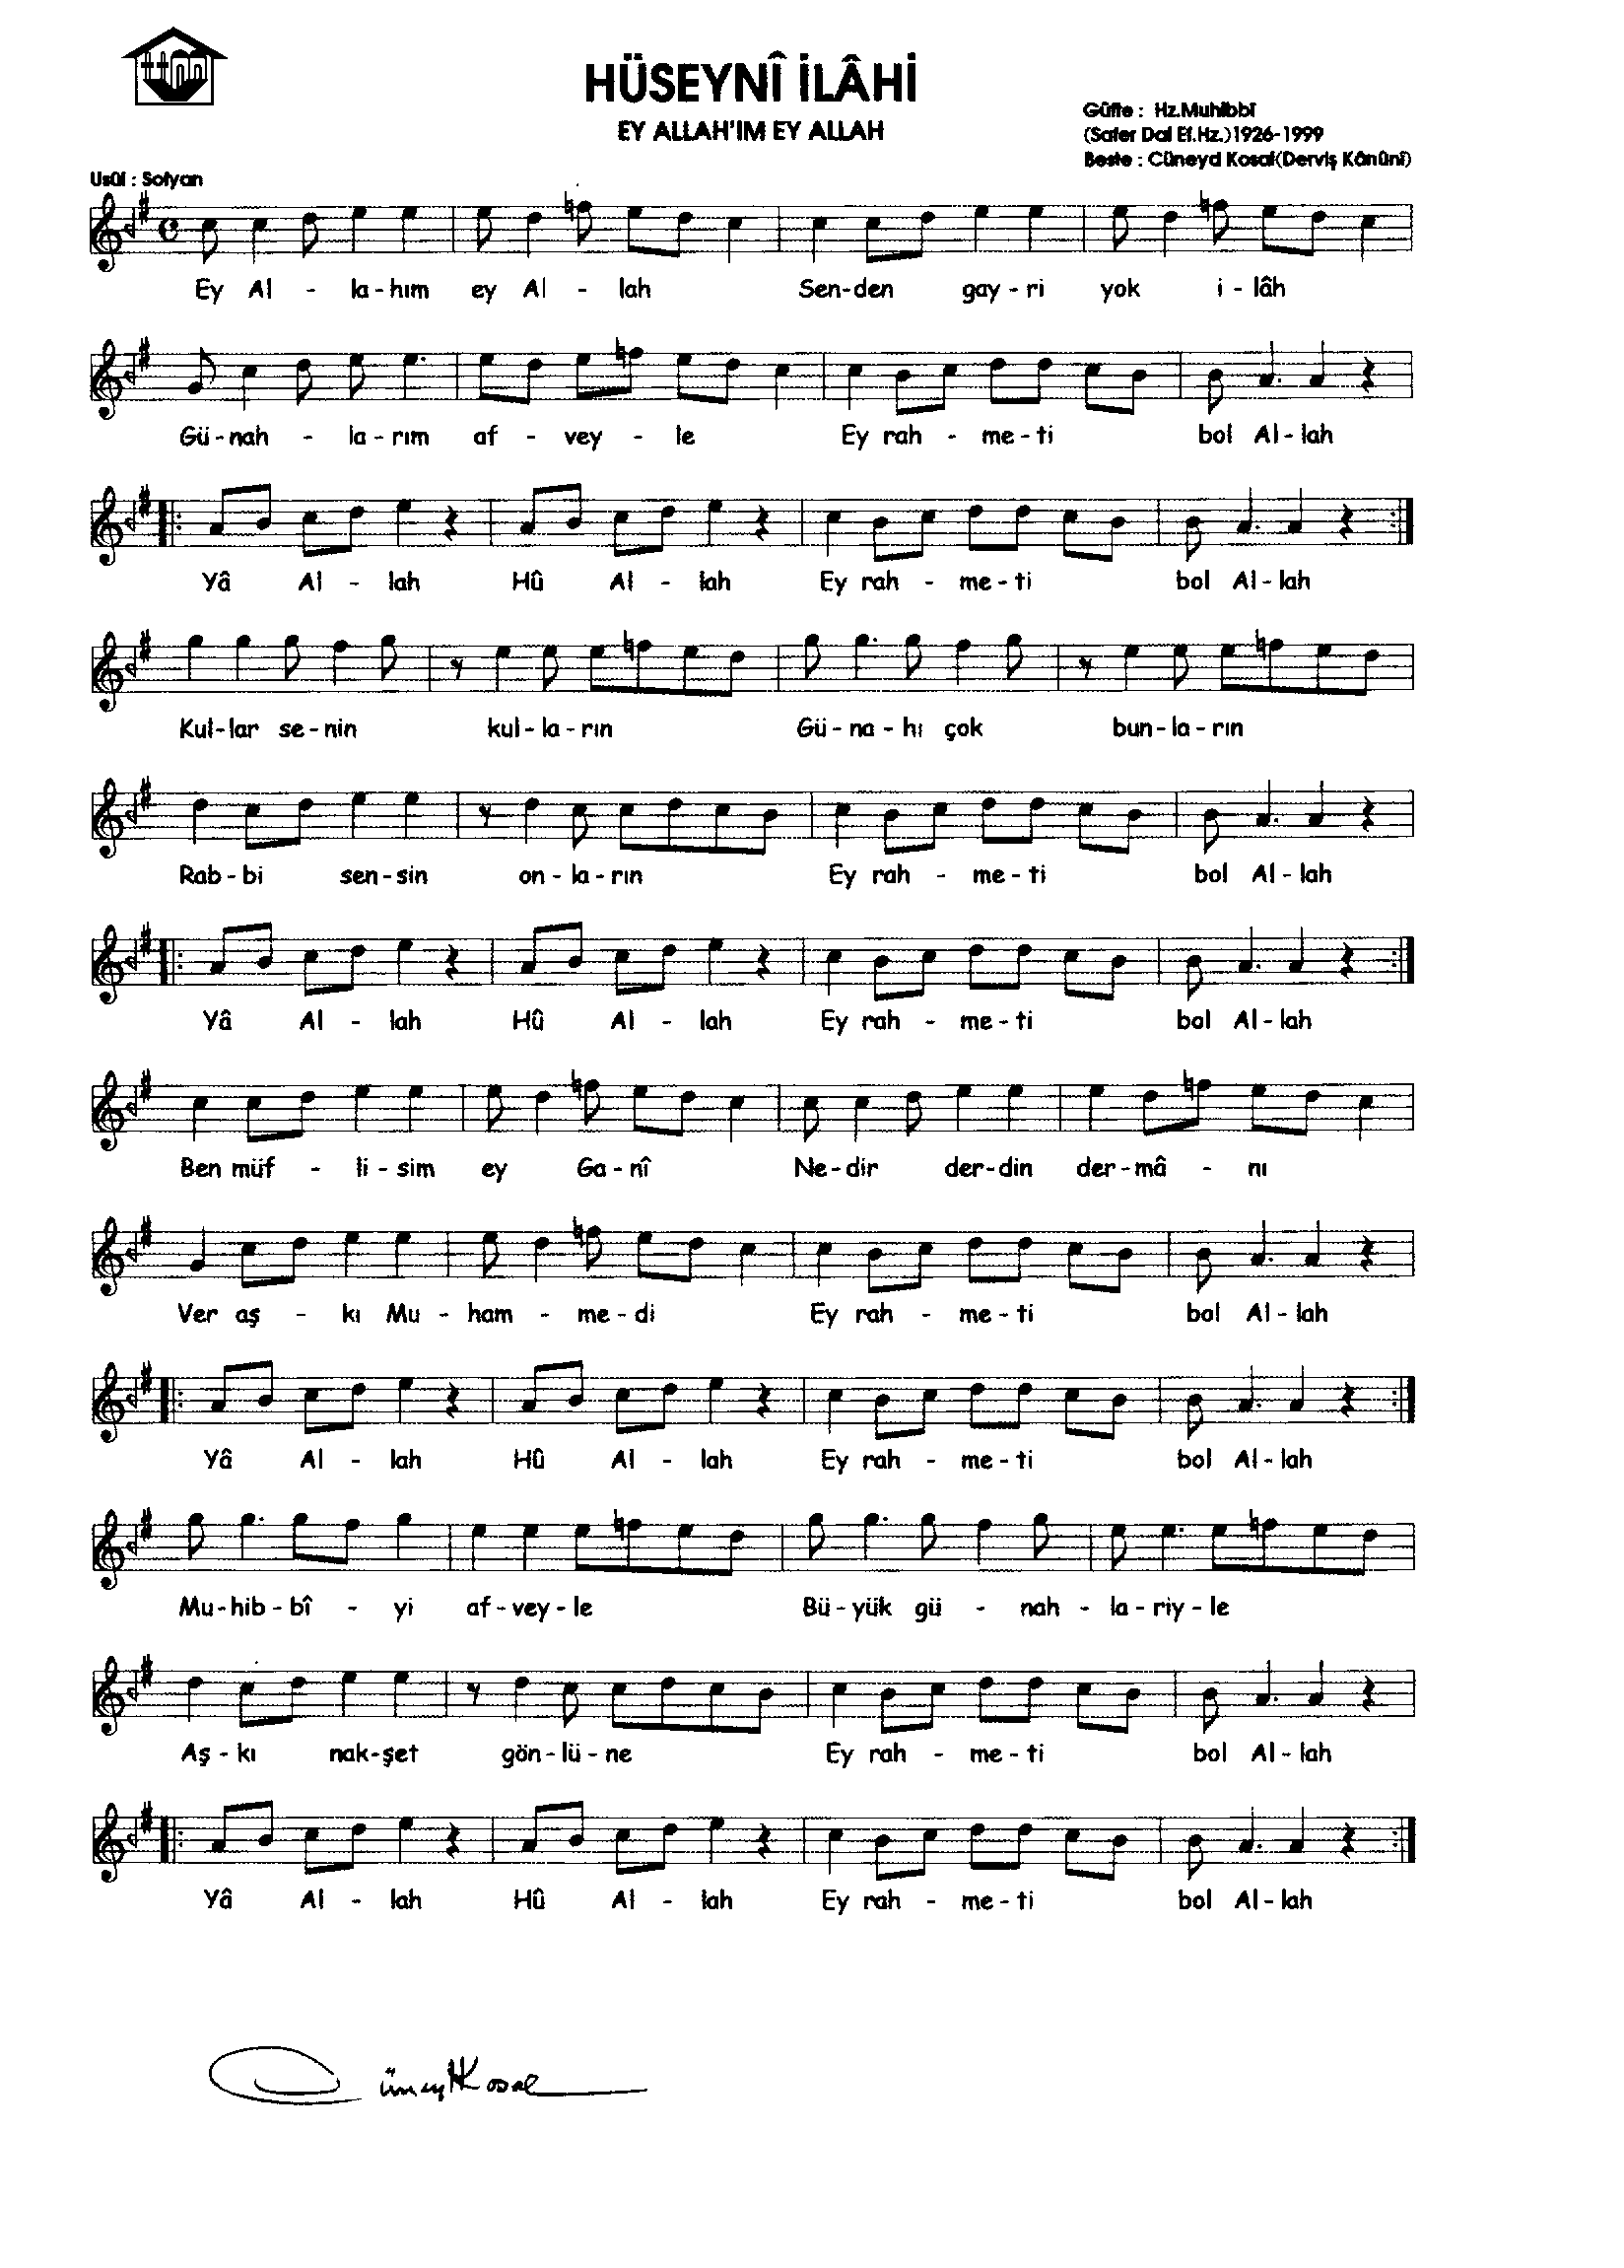 HÜSEYNÎ İLÂHİ
EY ALLAH'IM EY ALLAH
Güfte : Hz.Muhibbî
(Safer Dal Ef.Hz.)1926-1999
Beste : Cüneyd Kosal(Derviş Kânûnî)
Usûl : Sofyan
Ey Al - la-hım ey Al - lah Sen-den gay-ri yok i-lâh
Gü-nah - la-rım af - vey - le Ey rah - me-ti bol Al-lah
Yâ Al - lah Hû Al - lah Ey rah - me-ti bol Al-lah
Kul-lar se-nin kul-la-rın Gü-na-hı çok bun-la-rın
Rab-bi sen-sin on-la-rın Ey rah - me-ti bol Al-lah
Yâ Al - lah Hû Al - lah Ey rah - me-ti bol Al-lah
Ben müf - li-sim ey Ga-nî Ne-dir der-din der-mâ - nı
Ver aş - kı Mu - ham - me-di Ey rah - me-ti bol Al-lah
Yâ Al - lah Hû Al - lah Ey rah - me-ti bol Al-lah
Mu-hib-bî - yi af-vey-le Bü-yük gü - nah - la-riy-le
Aş-kı nak-şet gön-lü-ne Ey rah - me-ti bol Al-lah
Yâ Al - lah Hû Al - lah Ey rah - me-ti bol Al-lah
Cüneyt Kosal